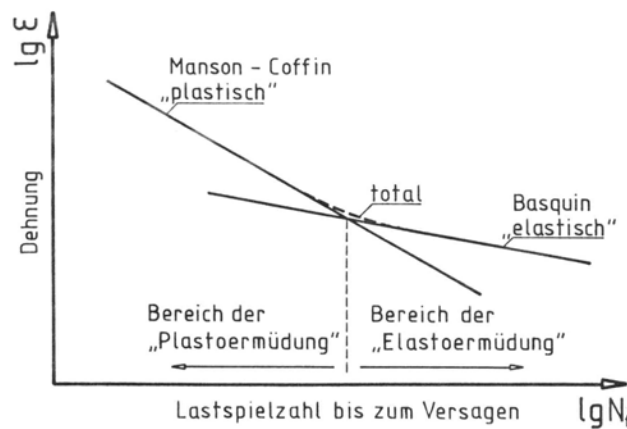 lg ε
Dehnung
Manson - Coffin
„plastisch"
total
Basquin
„elastisch"
Bereich der
„Plastoermüdung"
Bereich der
„Elastoermüdung"
Lastspielzahl bis zum Versagen
lg N